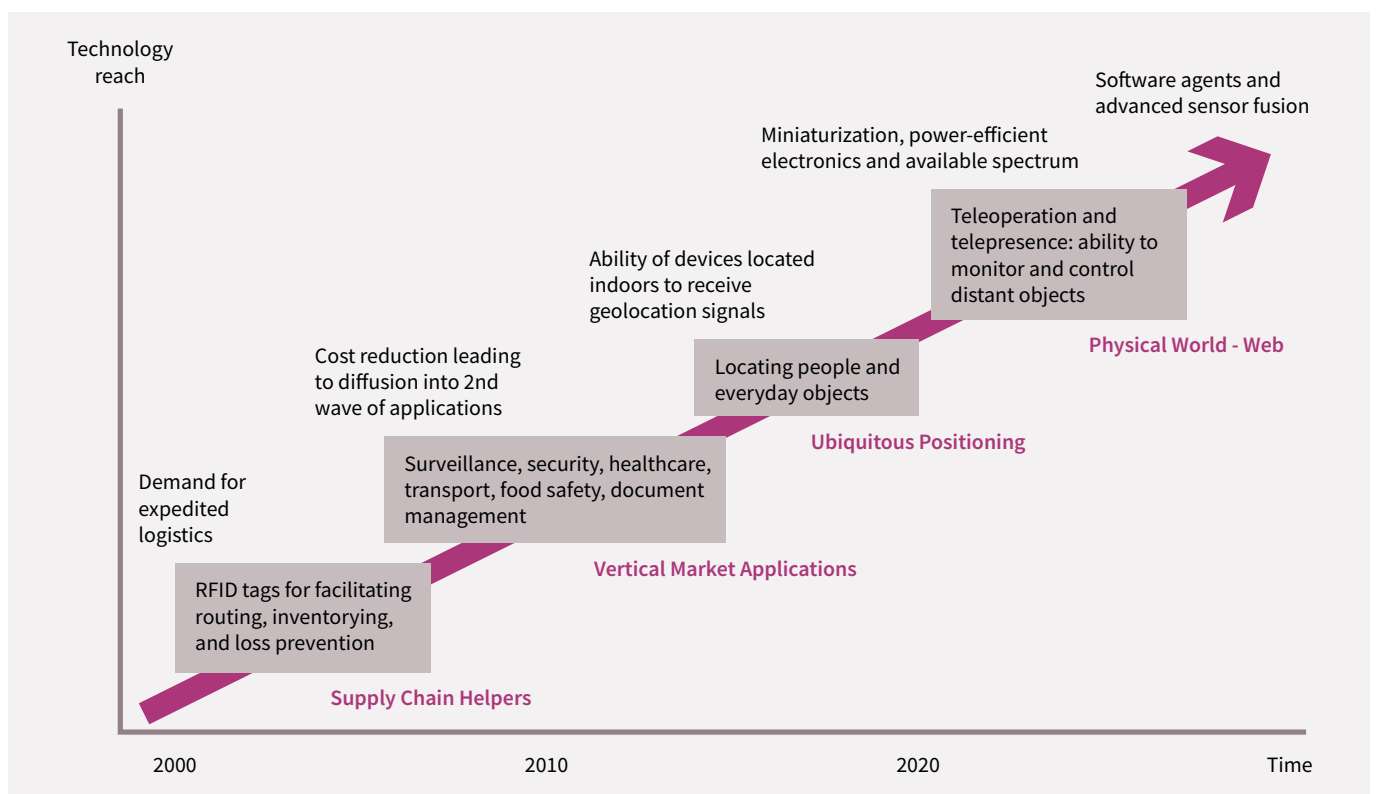 Technology
reach
Software agents and
advanced sensor fusion
Miniaturization, power-efficient
electronics and available spectrum
Teleoperation and
telepresence: ability to
monitor and control
distant objects
Physical World - Web
Ability of devices located
indoors to receive
geolocation signals
Locating people and
everyday objects
Ubiquitous Positioning
Cost reduction leading
to diffusion into 2nd
wave of applications
Surveillance, security, healthcare,
transport, food safety, document
management
Vertical Market Applications
Demand for
expedited
logistics
RFID tags for facilitating
routing, inventorying,
and loss prevention
Supply Chain Helpers
2000
2010
2020
Time